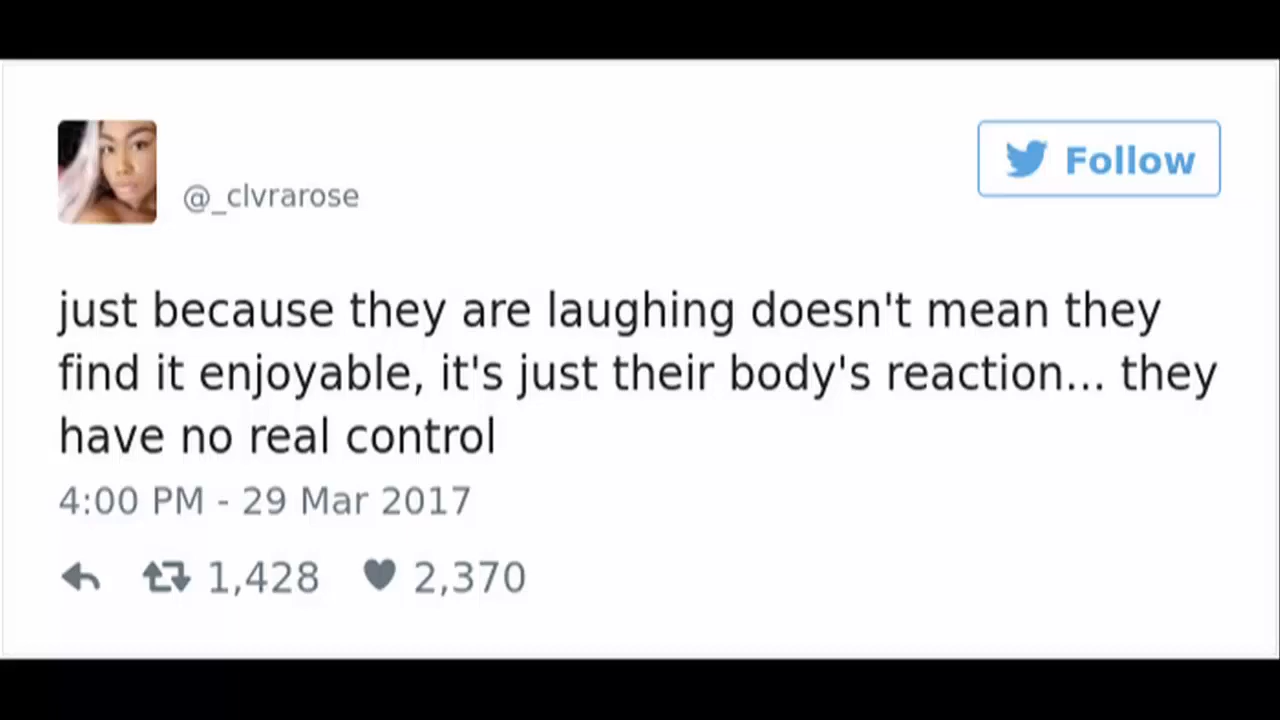 @_clvrarose
Follow
just because they are laughing doesn't mean they
find it enjoyable, it's just their body's reaction... they
have no real control
4:00 PM - 29 Mar 2017
1,428 2,370